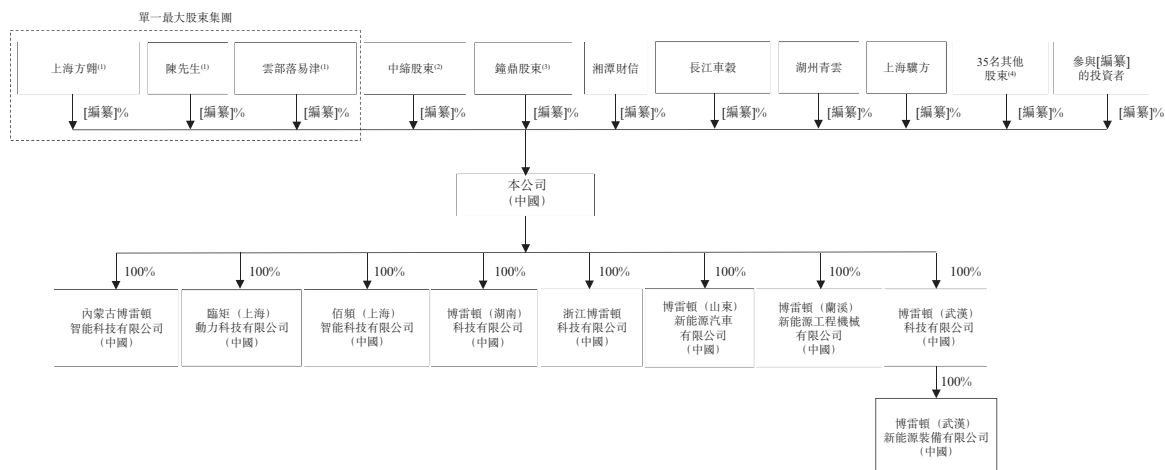 單一最大股東集團
上海方翺(1)
陳先生(1)
雲部落易津(1)
中締股東(2)
鐘鼎股東(3)
湘潭財信
長江車穀
湖州青雲
上海驥方
35名其他
股東(4)
參與[編纂]
的投資者
[編纂]%
[編纂]%
[編纂]%
[編纂]%
[編纂]%
[編纂]%
[編纂]%
[編纂]%
[編纂]%
[編纂]%
[編纂]%
本公司
(中國)
100%
100%
100%
100%
100%
100%
100%
100%
內蒙古博雷頓
智能科技有限公司
(中國)
臨矩(上海)
動力科技有限公司
(中國)
佰頓(上海)
智能科技有限公司
(中國)
博雷頓(湖南)
科技有限公司
(中國)
浙江博雷頓
科技有限公司
(中國)
博雷頓(山東)
新能源汽車
有限公司
(中國)
博雷頓(蘭溪)
新能源工程機械
有限公司
(中國)
博雷頓(武漢)
科技有限公司
(中國)
100%
博雷頓(武漢)
新能源裝備有限公司
(中國)